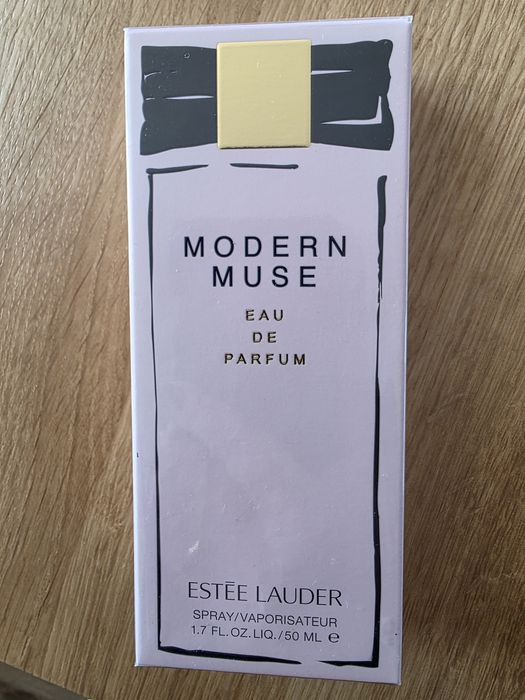 MODERN
MUSE
EAU
DE
PARFUM
ESTĒE LAUDER
SPRAY/VAPORISATEUR
1.7 FL.OZ.LIQ./50 ML ℮